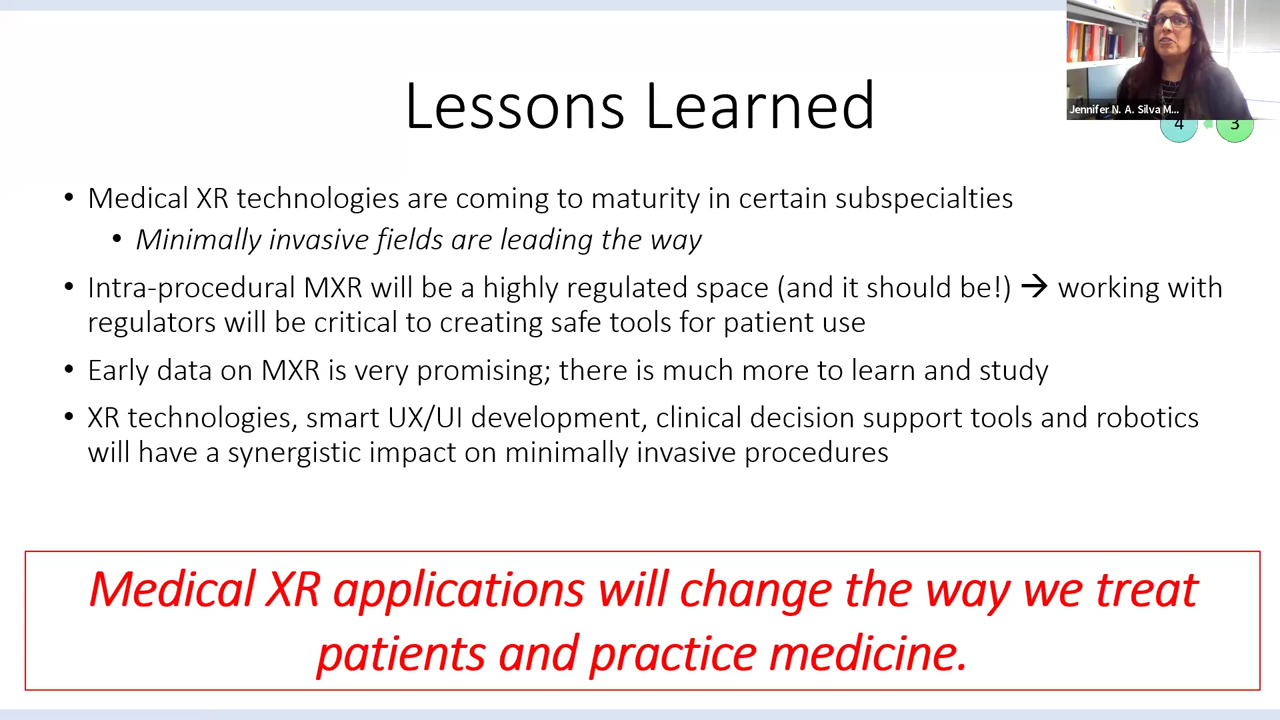 Lessons Learned
Jennifer N. A. Silva M...
4
3
• Medical XR technologies are coming to maturity in certain subspecialties
• Minimally invasive fields are leading the way
• Intra-procedural MXR will be a highly regulated space (and it should be!) → working with
regulators will be critical to creating safe tools for patient use
• Early data on MXR is very promising; there is much more to learn and study
• XR technologies, smart UX/UI development, clinical decision support tools and robotics
will have a synergistic impact on minimally invasive procedures
Medical XR applications will change the way we treat
patients and practice medicine.